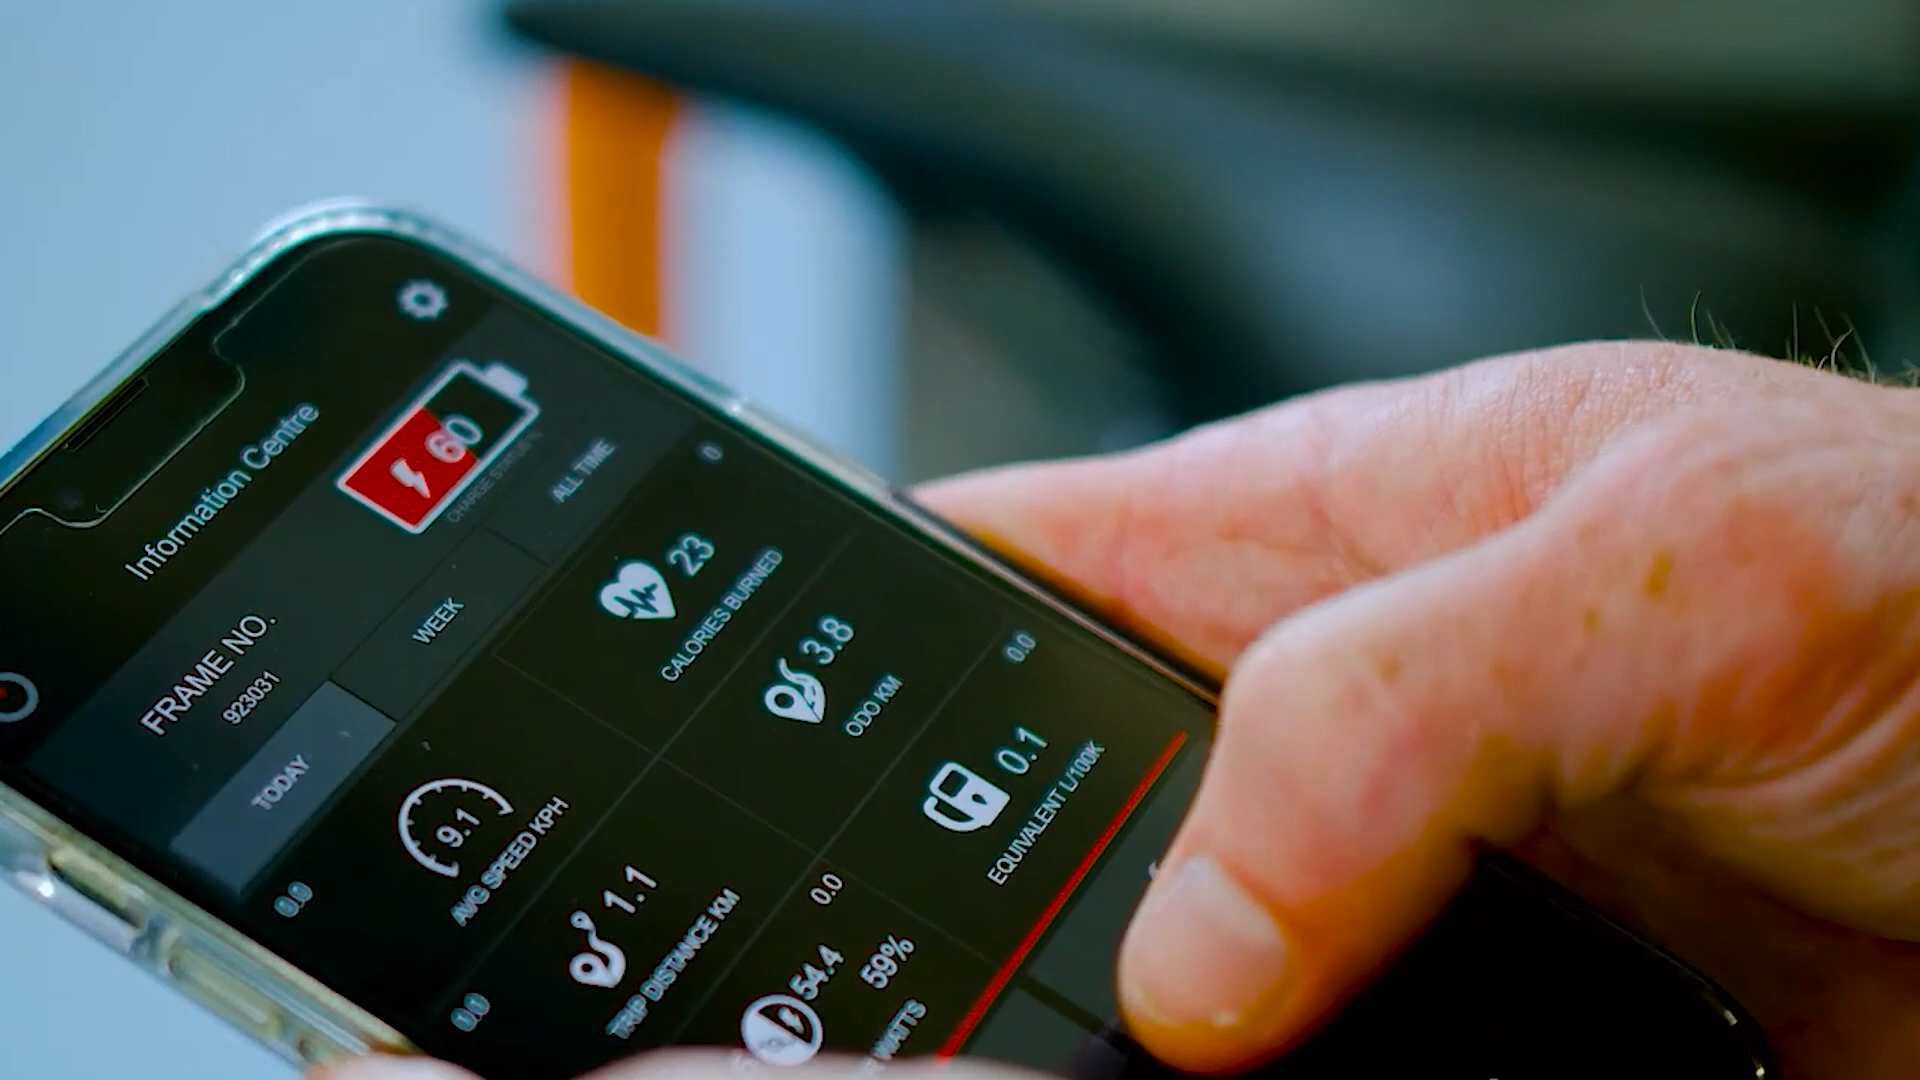 Information Centre
FRAME NO.
923031
60
CHARGE STATUS %
TODAY
WEEK
ALL TIME
0.0
9.1
AVG SPEED KPH
0
23
CALORIES BURNED
0.0
1.1
TRIP DISTANCE KM
3.8
ODO KM
0.0
54.4
59%
WATTS
0.0
0.1
EQUIVALENT L/100K